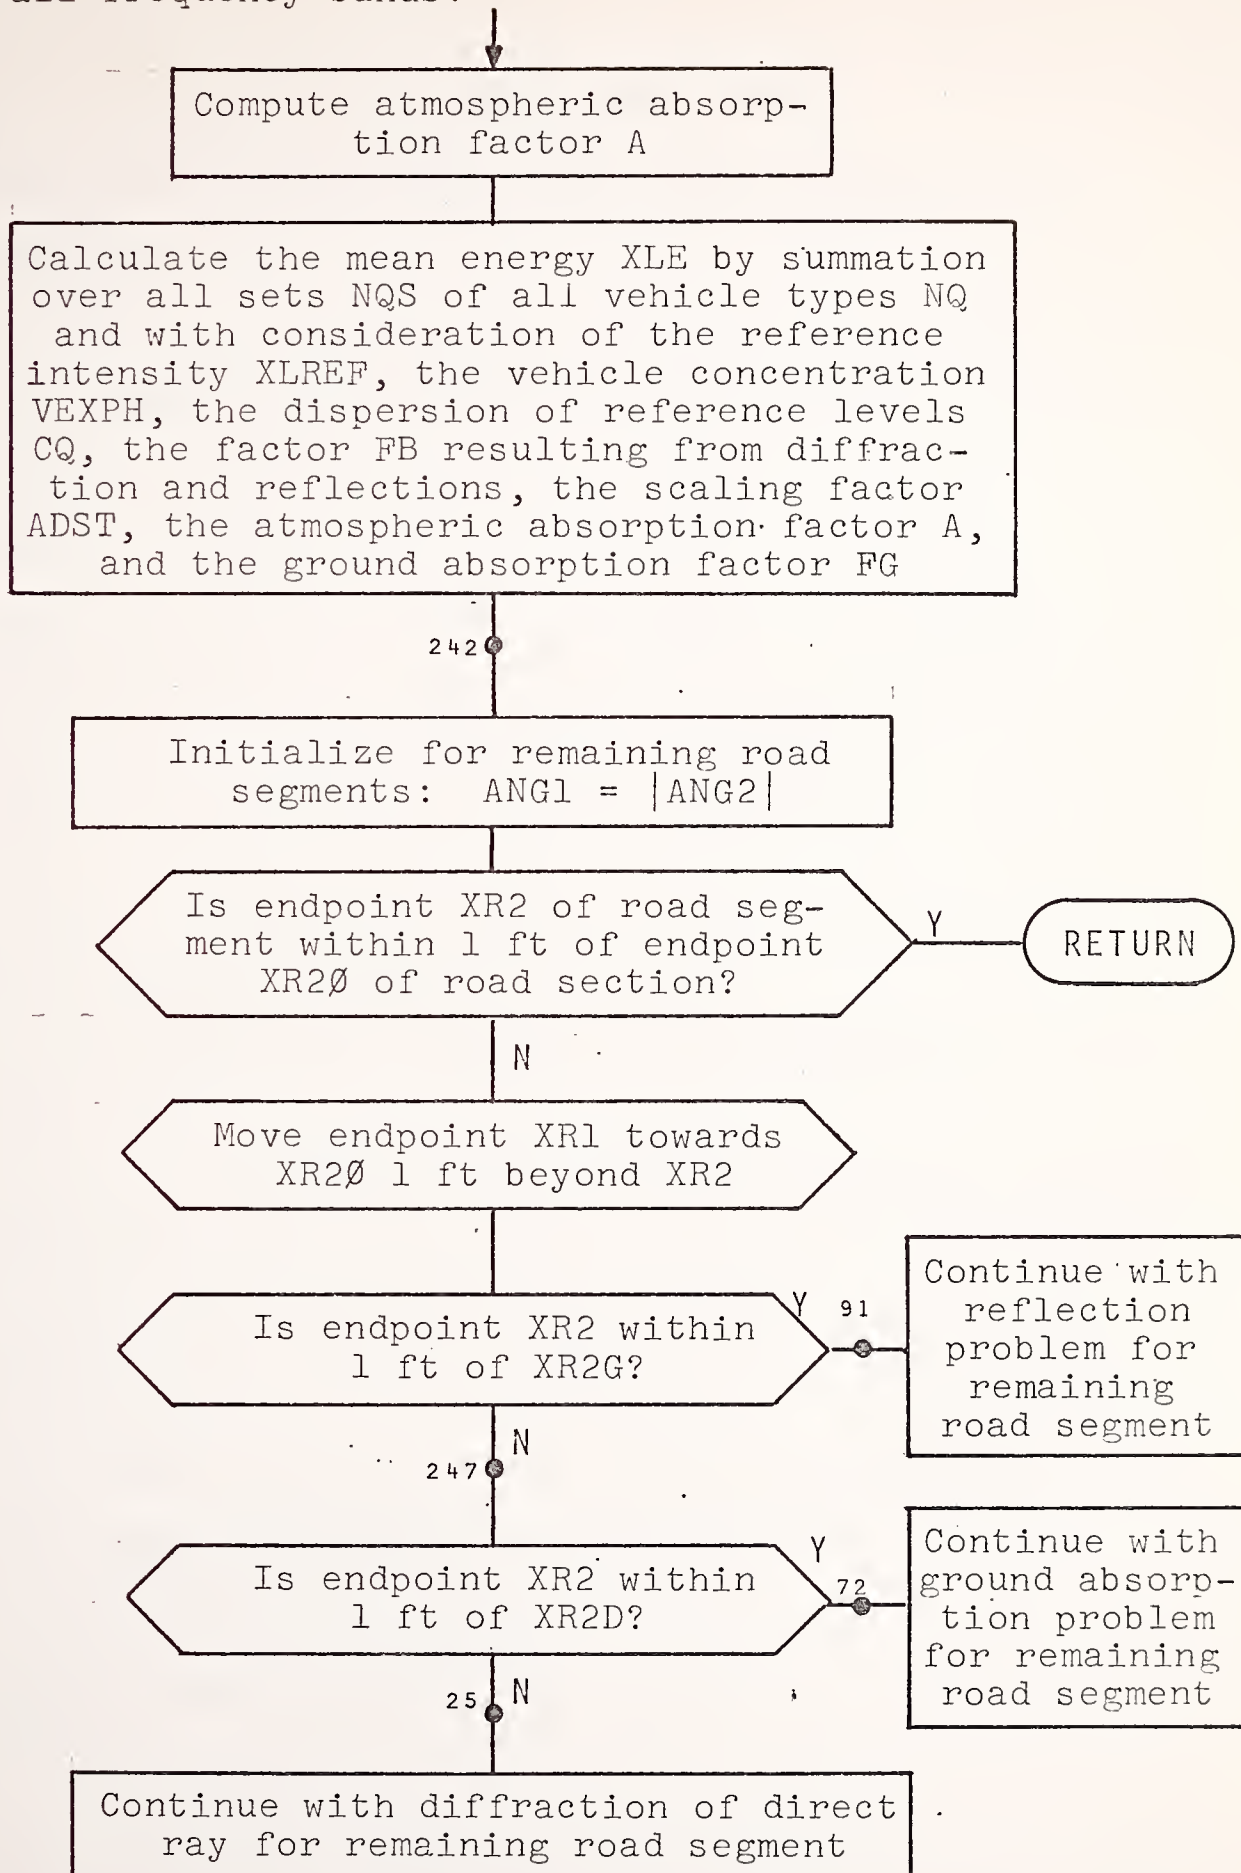 all frequency bands.
Compute atmospheric absorp-
tion factor A
Calculate the mean energy XLE by summation
over all sets NQS of all vehicle types NQ
and with consideration of the reference
intensity XLREF, the vehicle concentration
VEXPH, the dispersion of reference levels
CQ, the factor FB resulting from diffrac-
tion and reflections, the scaling factor
ADST, the atmospheric absorption factor A,
and the ground absorption factor FG
242
Initialize for remaining road
segments: ANG1 = |ANG2|
Is endpoint XR2 of road seg-
ment within 1 ft of endpoint
XR2Ø of road section?
Y
RETURN
N
Move endpoint XR1 towards
XR2Ø 1 ft beyond XR2
Is endpoint XR2 within
1 ft of XR2G?
Y 91
Continue with
reflection
problem for
remaining
road segment
N
247
Is endpoint XR2 within
1 ft of XR2D?
Y
72
Continue with
ground absorp-
tion problem
for remaining
road segment
25 N
Continue with diffraction of direct
ray for remaining road segment